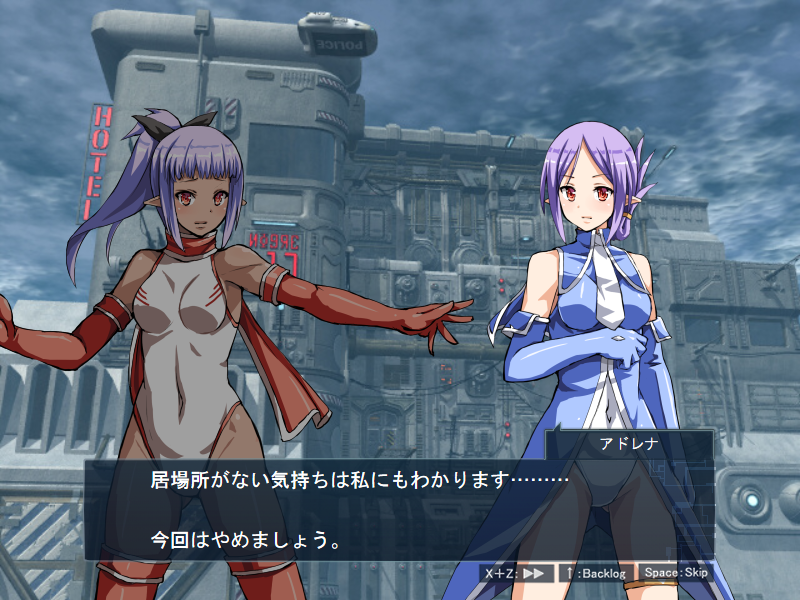 POLICE
HOTEL
アドレナ
居場所がない気持ちは私にもわかります………
今回はやめましょう。
X+Z:▶▶ ↑:Backlog Space:Skip